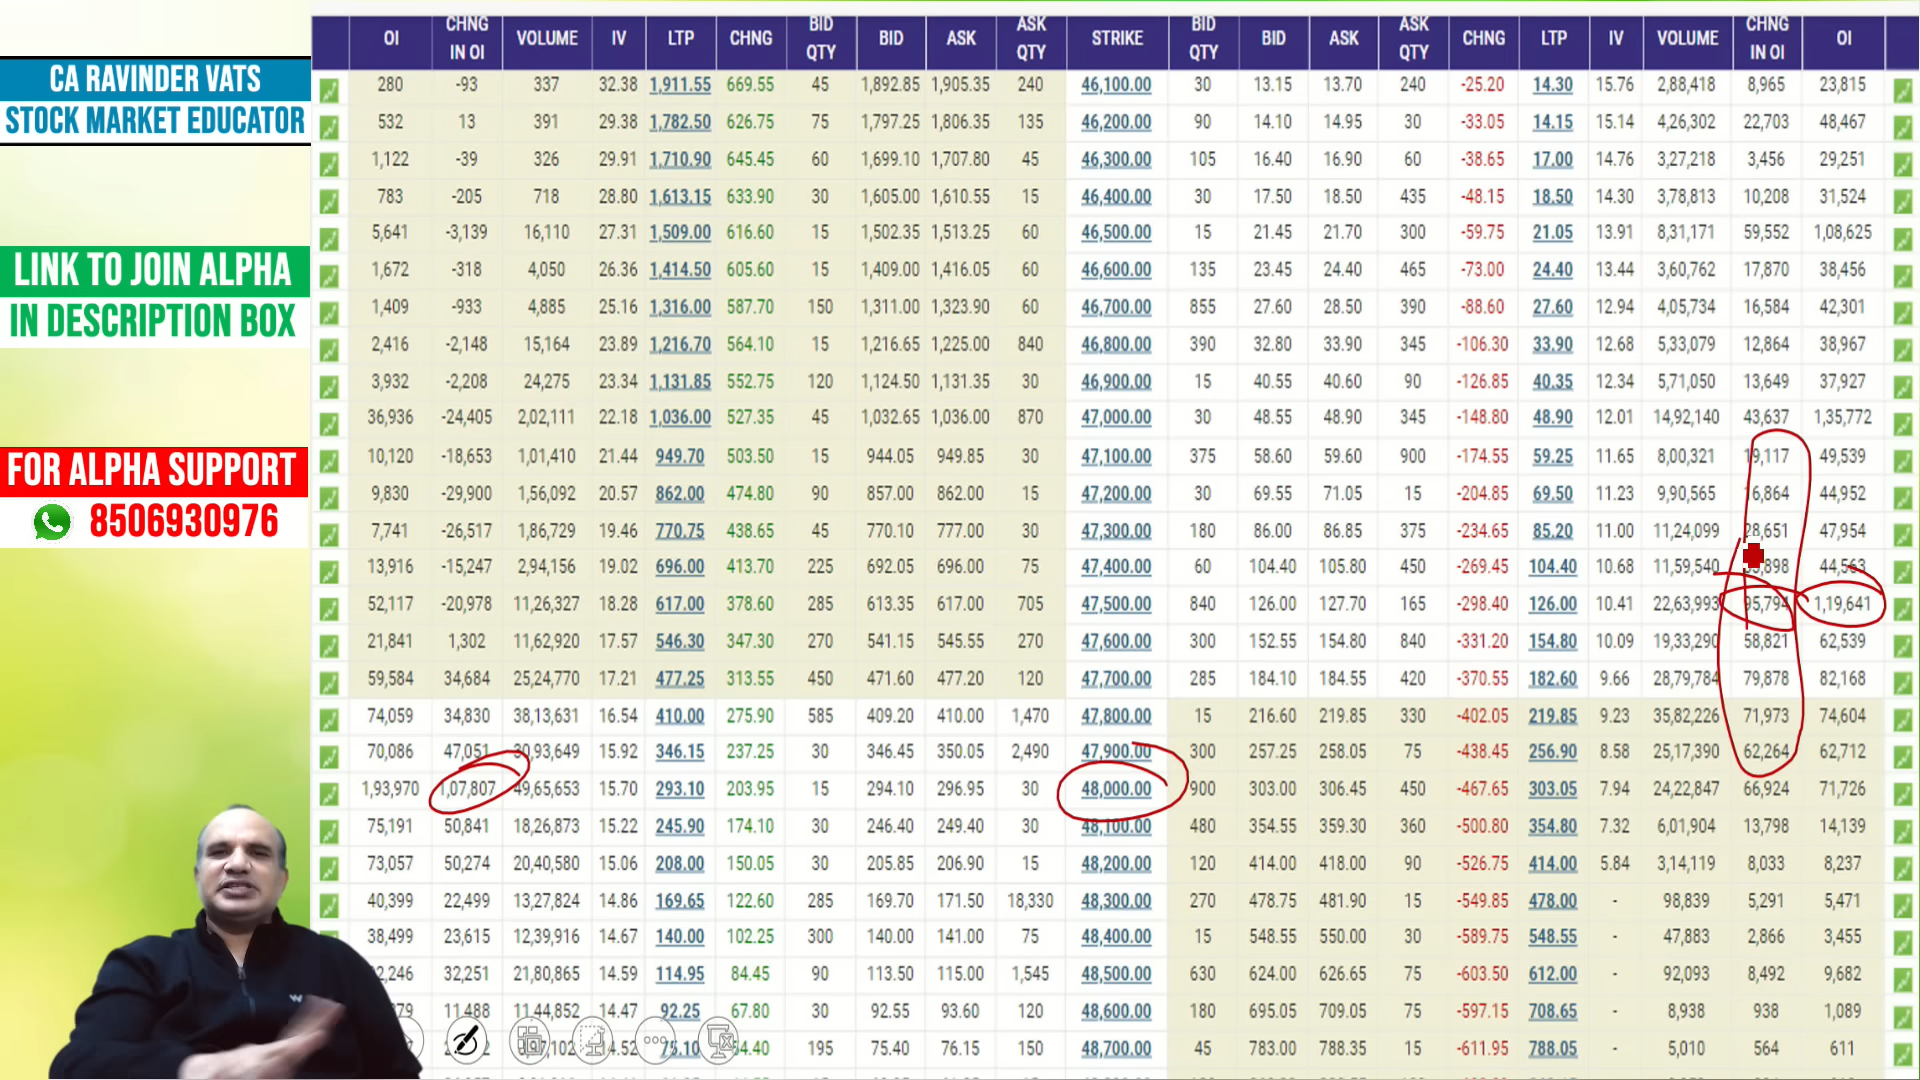 CA RAVINDER VATS
STOCK MARKET EDUCATOR
LINK TO JOIN ALPHA
IN DESCRIPTION BOX
FOR ALPHA SUPPORT
8506930976
OI CHNG IN OI VOLUME IV LTP CHNG BID QTY BID ASK ASK QTY STRIKE BID QTY BID ASK ASK QTY CHNG LTP IV VOLUME CHNG IN OI OI
280 -93 337 32.38 1,911.55 669.55 45 1,892.85 1,905.35 240 46,100.00 30 13.15 13.70 240 -25.20 14.30 15.76 2,88,418 8,965 23,815
532 13 391 29.38 1,782.50 626.75 75 1,797.25 1,806.35 135 46,200.00 90 14.10 14.95 30 -33.05 14.15 15.14 4,26,302 22,703 48,467
1,122 -39 326 29.91 1,710.90 645.45 60 1,699.10 1,707.80 45 46,300.00 105 16.40 16.90 60 -38.65 17.00 14.76 3,27,218 3,456 29,251
783 -205 718 28.80 1,613.15 633.90 30 1,605.00 1,610.55 15 46,400.00 30 17.50 18.50 435 -48.15 18.50 14.30 3,78,813 10,208 31,524
5,641 -3,139 16,110 27.31 1,509.00 616.60 15 1,502.35 1,513.25 60 46,500.00 15 21.45 21.70 300 -59.75 21.05 13.91 8,31,171 59,552 1,08,625
1,672 -318 4,050 26.36 1,414.50 605.60 15 1,409.00 1,416.05 60 46,600.00 135 23.45 24.40 465 -73.00 24.40 13.44 3,60,762 17,870 38,456
1,409 -933 4,885 25.16 1,316.00 587.70 150 1,311.00 1,323.90 60 46,700.00 855 27.60 28.50 390 -88.60 27.60 12.94 4,05,734 16,584 42,301
2,416 -2,148 15,164 23.89 1,216.70 564.10 15 1,216.65 1,225.00 840 46,800.00 390 32.80 33.90 345 -106.30 33.90 12.68 5,33,079 12,864 38,967
3,932 -2,208 24,275 23.34 1,131.85 552.75 120 1,124.50 1,131.35 30 46,900.00 15 40.55 40.60 90 -126.85 40.35 12.34 5,71,050 13,649 37,927
36,936 -24,405 2,02,111 22.18 1,036.00 527.35 45 1,032.65 1,036.00 870 47,000.00 30 48.55 48.90 345 -148.80 48.90 12.01 14,92,140 43,637 1,35,772
10,120 -18,653 1,01,410 21.44 949.70 503.50 15 944.05 949.85 30 47,100.00 375 58.60 59.60 900 -174.55 59.25 11.65 8,00,321 19,117 49,539
9,830 -29,900 1,56,092 20.57 862.00 474.80 90 857.00 862.00 15 47,200.00 30 69.55 71.05 15 -204.85 69.50 11.23 9,90,565 16,864 44,952
7,741 -26,517 1,86,729 19.46 770.75 438.65 45 770.10 777.00 30 47,300.00 180 86.00 86.85 375 -234.65 85.20 11.00 11,24,099 28,651 47,954
13,916 -15,247 2,94,156 19.02 696.00 413.70 225 692.05 696.00 75 47,400.00 60 104.40 105.80 450 -269.45 104.40 10.68 11,59,540 44,563
52,117 -20,978 11,26,327 18.28 617.00 378.60 285 613.35 617.00 705 47,500.00 840 126.00 127.70 165 -298.40 126.00 10.41 22,63,993 95,794 1,19,641
21,841 1,302 11,62,920 17.57 546.30 347.30 270 541.15 545.55 270 47,600.00 300 152.55 154.80 840 -331.20 154.80 10.09 19,33,290 58,821 62,539
59,584 34,684 25,24,770 17.21 477.25 313.55 450 471.60 477.20 120 47,700.00 285 184.10 184.55 420 -370.55 182.60 9.66 28,79,784 79,878 82,168
74,059 34,830 38,13,631 16.54 410.00 275.90 585 409.20 410.00 1,470 47,800.00 15 216.60 219.85 330 -402.05 219.85 9.23 35,82,226 71,973 74,604
70,086 47,051 30,93,649 15.92 346.15 237.25 30 346.45 350.05 2,490 47,900.00 300 257.25 258.05 75 -438.45 256.90 8.58 25,17,390 62,264 62,712
1,93,970 1,07,807 49,65,653 15.70 293.10 203.95 15 294.10 296.95 30 48,000.00 900 303.00 306.45 450 -467.65 303.05 7.94 24,22,847 66,924 71,726
75,191 50,841 18,26,873 15.22 245.90 174.10 30 246.40 249.40 30 48,100.00 480 354.55 359.30 360 -500.80 354.80 7.32 6,01,904 13,798 14,139
73,057 50,274 20,40,580 15.06 208.00 150.05 30 205.85 206.90 15 48,200.00 120 414.00 418.00 90 -526.75 414.00 5.84 3,14,119 8,033 8,237
40,399 22,499 13,27,824 14.86 169.65 122.60 285 169.70 171.50 18,330 48,300.00 270 478.75 481.90 15 -549.85 478.00 - 98,839 5,291 5,471
38,499 23,615 12,39,916 14.67 140.00 102.25 300 140.00 141.00 75 48,400.00 15 548.55 550.00 30 -589.75 548.55 - 47,883 2,866 3,455
32,251 21,80,865 14.59 114.95 84.45 90 113.50 115.00 1,545 48,500.00 630 624.00 626.65 75 -603.50 612.00 - 92,093 8,492 9,682
11,488 11,44,852 14.47 92.25 67.80 30 92.55 93.60 120 48,600.00 180 695.05 709.05 75 -597.15 708.65 - 8,938 938 1,089
75.10 195 75.40 76.15 150 48,700.00 45 783.00 788.35 15 -611.95 788.05 - 5,010 564 611